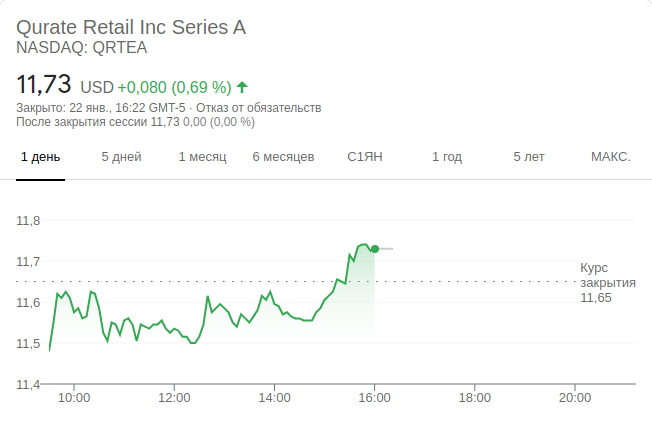 Qurate Retail Inc Series A
NASDAQ: QRTEA
11,73 USD +0,080 (0,69 %)
Закрыто: 22 янв., 16:22 GMT-5 · Отказ от обязательств
После закрытия сессии 11,73 0,00 (0,00 %)
1 день 5 дней 1 месяц 6 месяцев С1ЯН 1 год 5 лет МАКС.
11,8
11,7
Курс
закрытия
11,65
11,6
11,5
11,4
10:00 12:00 14:00 16:00 18:00 20:00